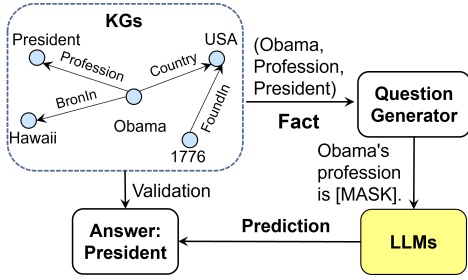 KGs
President
USA
Profession
Country
BronIn
FoundIn
Obama
Hawaii
1776
(Obama,
Profession,
President)
Fact
Question
Generator
Obama's
profession
is [MASK].
Validation
Answer:
President
Prediction
LLMs